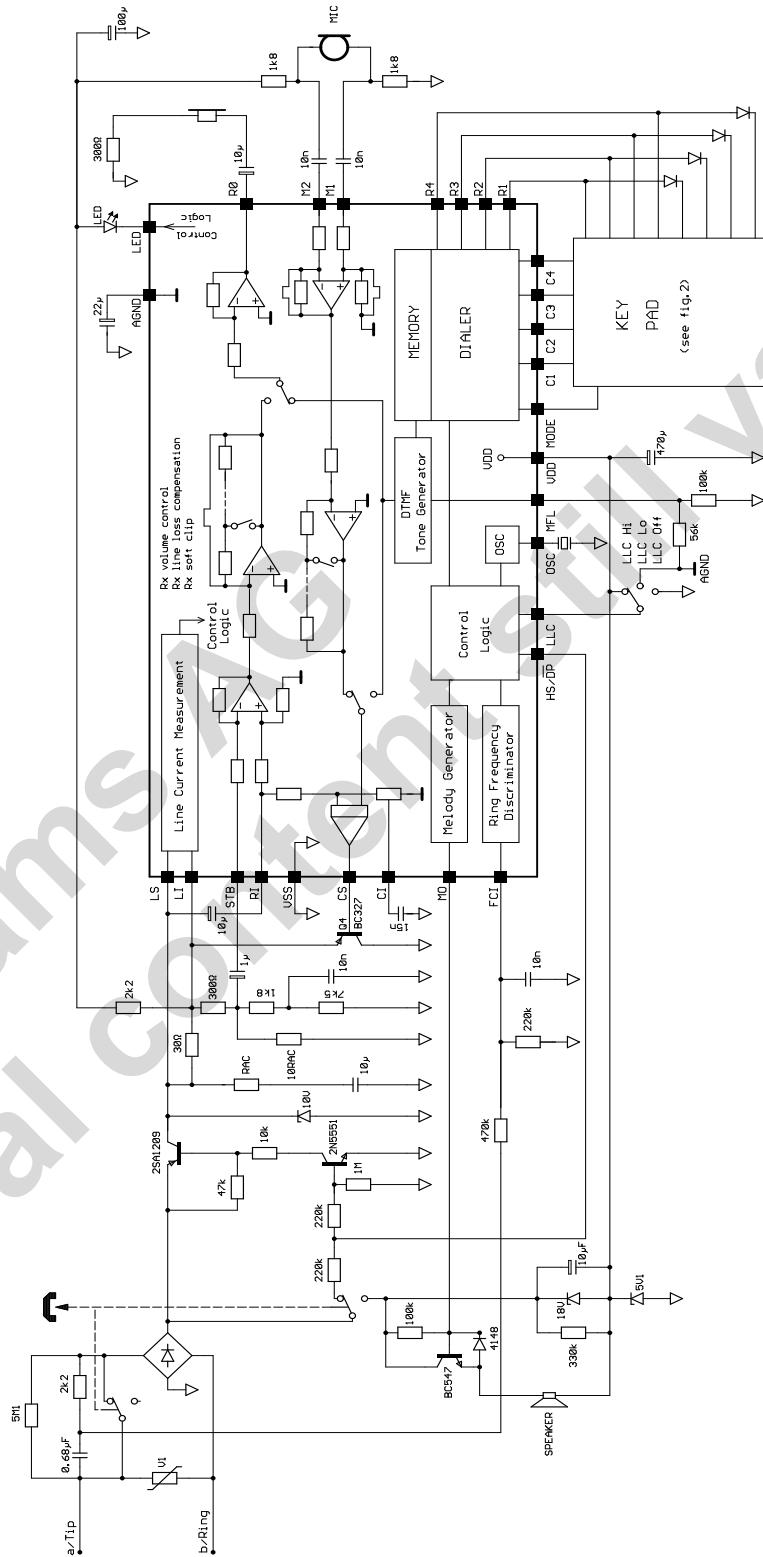 ams AG
al content still va
a/Tip
b/Ring
5M1
0.68µF
2k2
V1
2SA1209
47k
10k
220k
220k
1M
2N5551
10V
RAC
10µ
30Ω
10RAC
2k2
300Ω
1k8
7k5
10n
1µ
10µ
Q4
BC327
15n
100k
BC547
4148
SPEAKER
18V
10µF
330k
5V1
470k
220k
10n
LS
LI
STB
RI
VSS
CS
CI
MO
FCI
Line Current Measurement
Control
Logic
Rx volume control
Rx line loss compensation
Rx soft clip
Melody Generator
Ring Frequency
Discriminator
Control
Logic
OSC
DTMF
Tone Generator
MEMORY
DIALER
VDD
AGND
22µ
LED
LED
Control
Logic
R0
10µ
300Ω
100µ
M2
M1
10n
10n
1k8
1k8
MIC
R4
R3
R2
R1
HS/DP
LLC
OSC
MFL
VDD
MODE
C1
C2
C3
C4
LLC Hi
LLC Lo
LLC Off
AGND
56k
100k
470µ
KEY
PAD
(see fig.2)